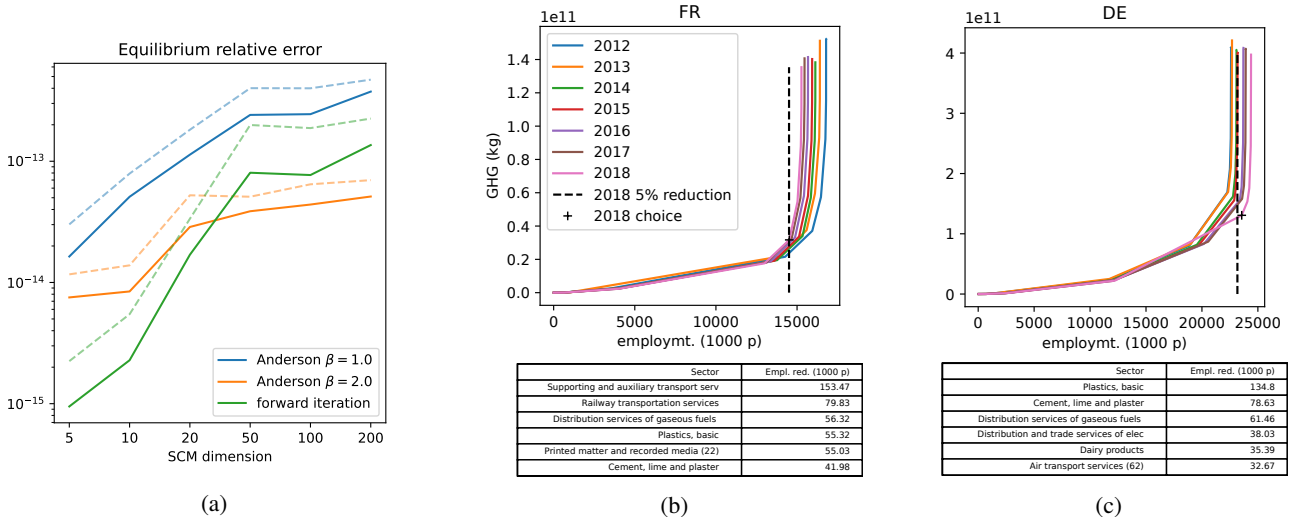 Equilibrium relative error
10^{-13}
10^{-14}
10^{-15}
Anderson β = 1.0
Anderson β = 2.0
forward iteration
5 10 20 50 100 200
SCM dimension
(a)
FR
1e11
GHG (kg)
1.4
1.2
1.0
0.8
0.6
0.4
0.2
0.0
2012
2013
2014
2015
2016
2017
2018
2018 5% reduction
2018 choice
0 5000 10000 15000
employmt. (1000 p)
Sector Empl. red. (1000 p)
Supporting and auxiliary transport serv 153.47
Railway transportation services 79.83
Distribution services of gaseous fuels 56.32
Plastics, basic 55.32
Printed matter and recorded media (22) 55.03
Cement, lime and plaster 41.98
(b)
DE
1e11
4
3
2
1
0
0 5000 10000 15000 20000 25000
employmt. (1000 p)
Sector Empl. red. (1000 p)
Plastics, basic 134.8
Cement, lime and plaster 78.63
Distribution services of gaseous fuels 61.46
Distribution and trade services of elec 38.03
Dairy products 35.39
Air transport services (62) 32.67
(c)